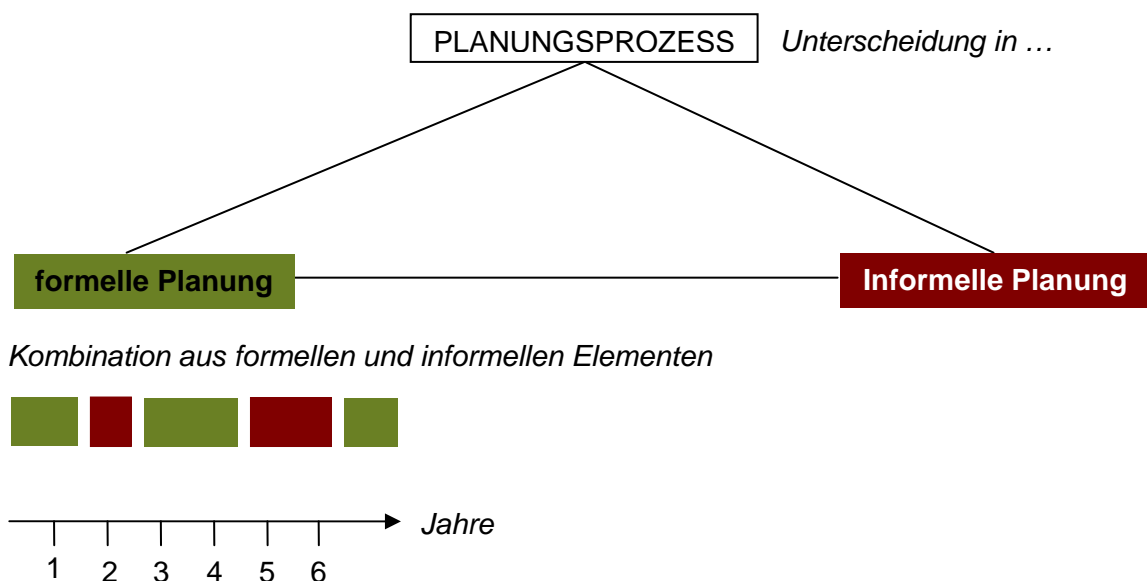 PLANUNGSPROZESS
Unterscheidung in …
formelle Planung
Informelle Planung
Kombination aus formellen und informellen Elementen
Jahre
1 2 3 4 5 6